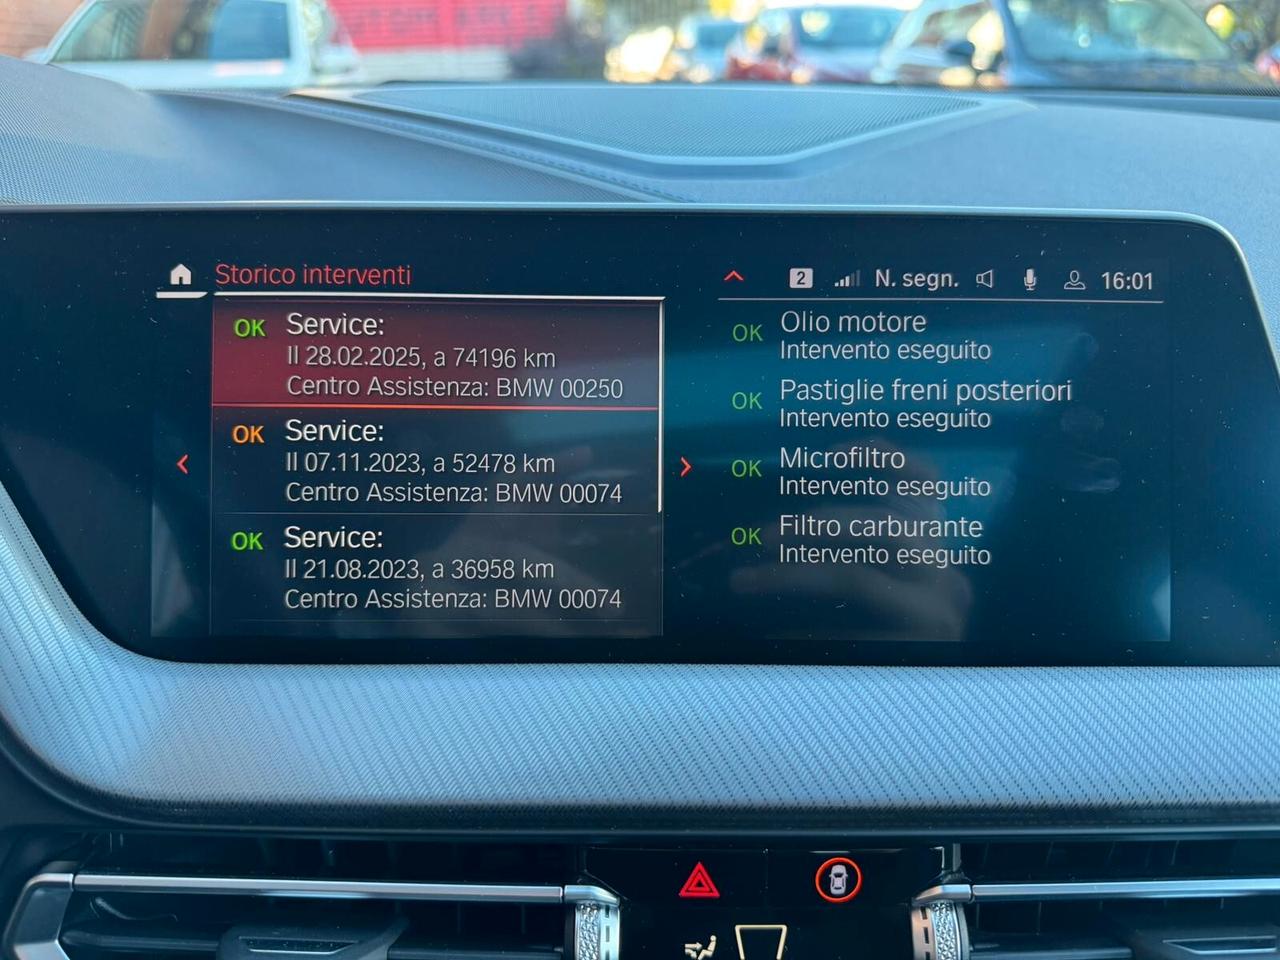 Storico interventi
2 N. segn. 16:01
OK Service:
Il 28.02.2025, a 74196 km
Centro Assistenza: BMW 00250
OK Service:
Il 07.11.2023, a 52478 km
Centro Assistenza: BMW 00074
OK Service:
Il 21.08.2023, a 36958 km
Centro Assistenza: BMW 00074
OK Olio motore
Intervento eseguito
OK Pastiglie freni posteriori
Intervento eseguito
OK Microfiltro
Intervento eseguito
OK Filtro carburante
Intervento eseguito